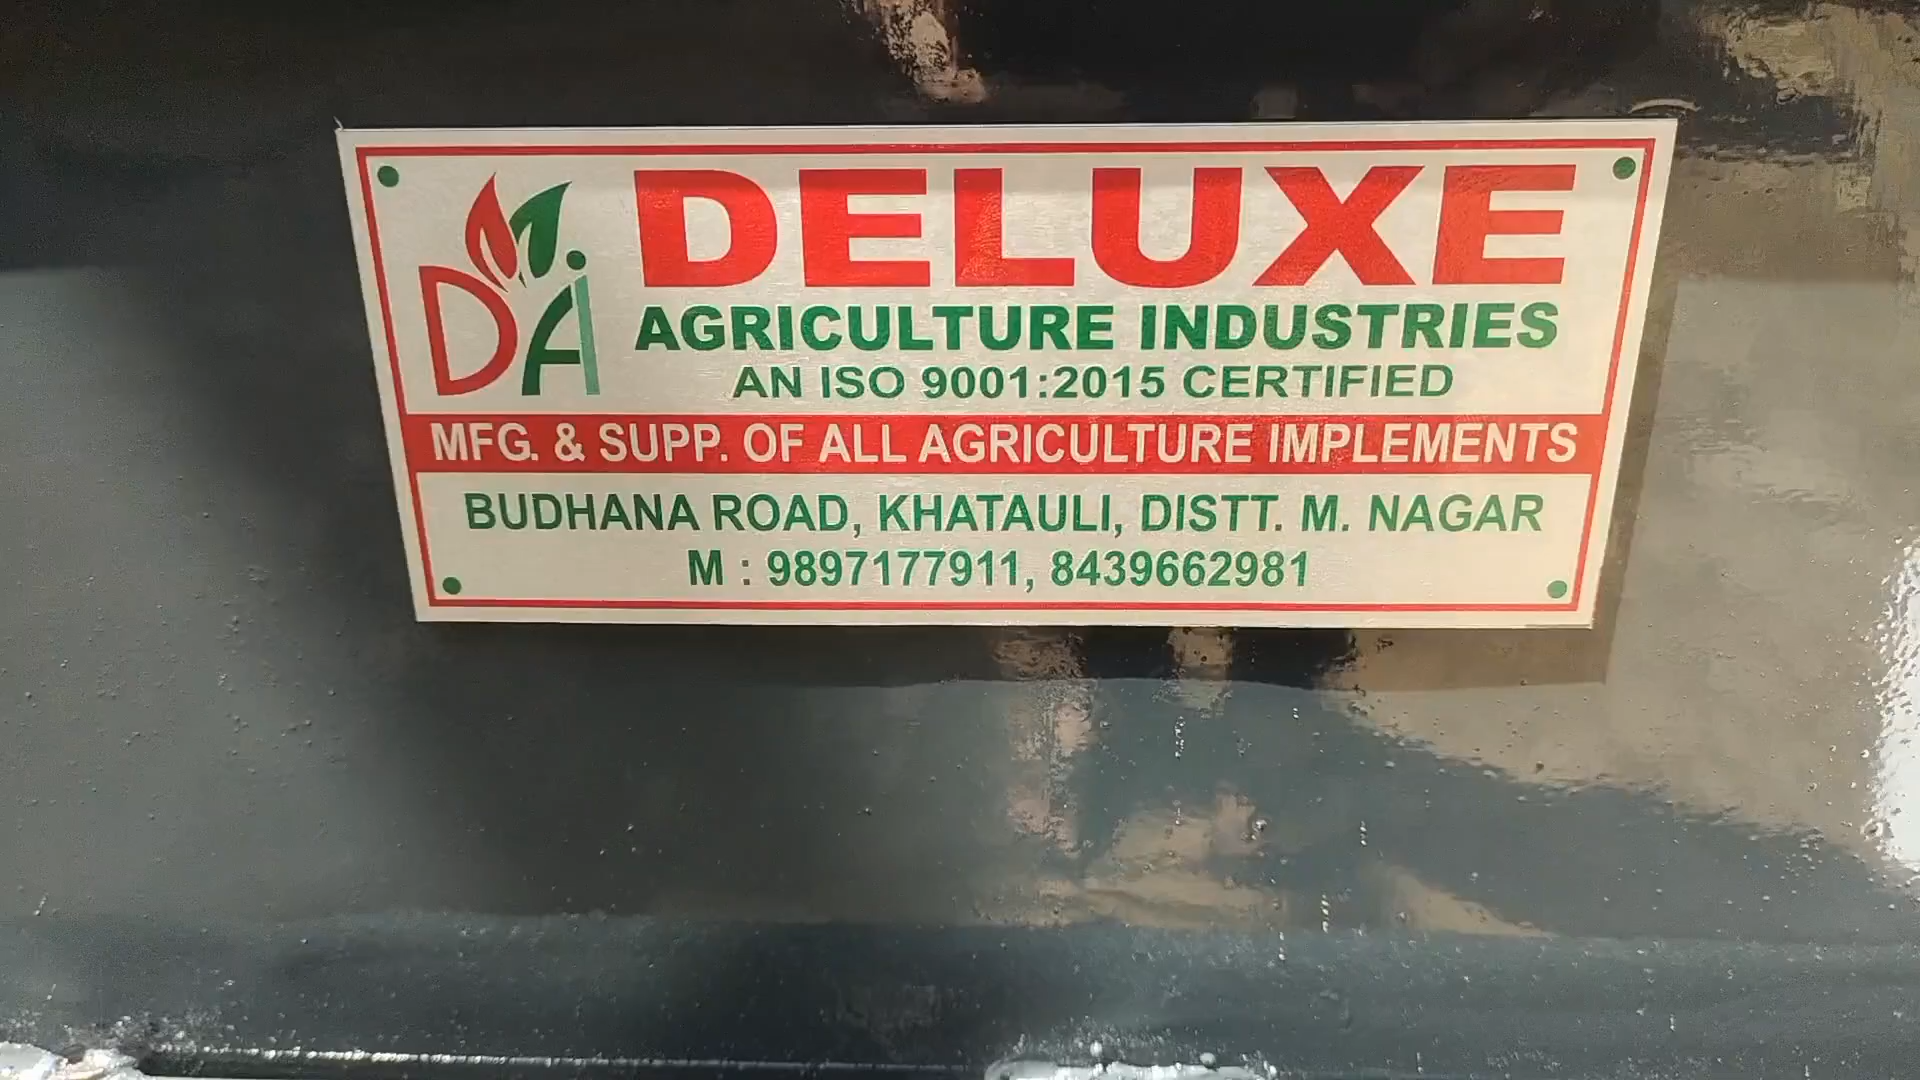 DAi
DELUXE
AGRICULTURE INDUSTRIES
AN ISO 9001:2015 CERTIFIED
MFG. & SUPP. OF ALL AGRICULTURE IMPLEMENTS
BUDHANA ROAD, KHATAULI, DISTT. M. NAGAR
M : 9897177911, 8439662981